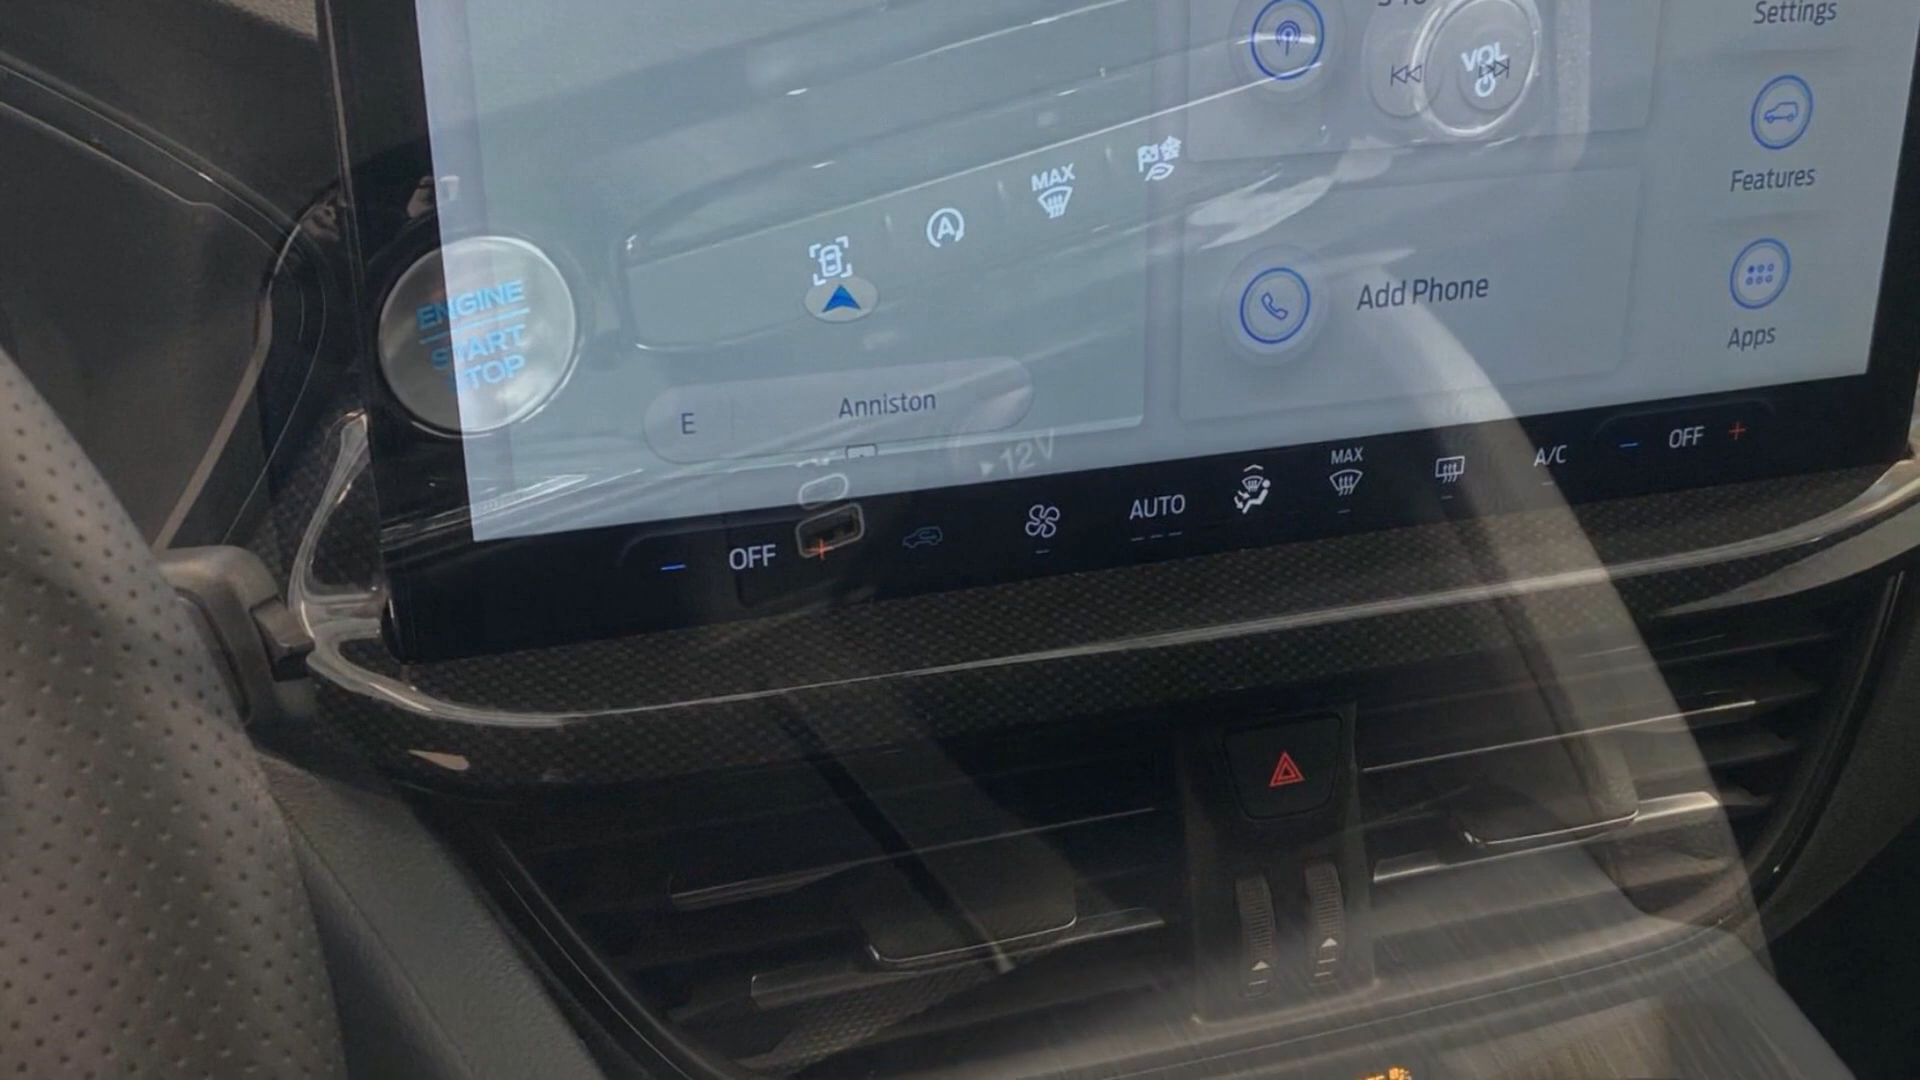 Settings
VOL
Features
MAX
ENGINE
START
STOP
Add Phone
Apps
E
Anniston
12V
OFF
AUTO
MAX
A/C
OFF